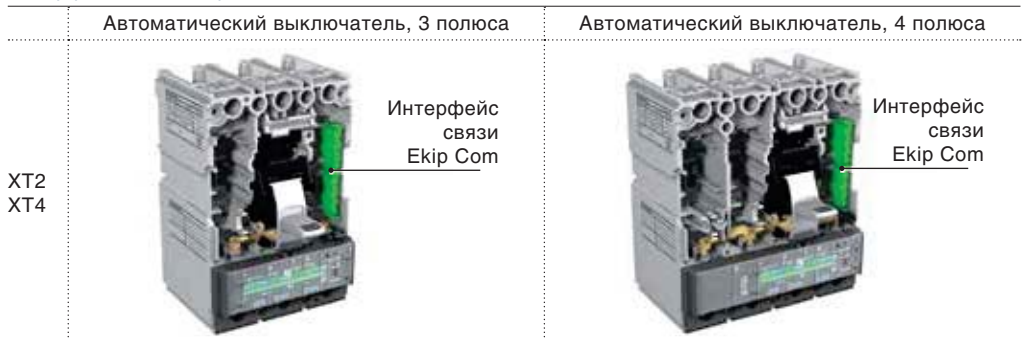 Автоматический выключатель, 3 полюса
Автоматический выключатель, 4 полюса
XT2
XT4
Интерфейс
связи
Ekip Com
Интерфейс
связи
Ekip Com